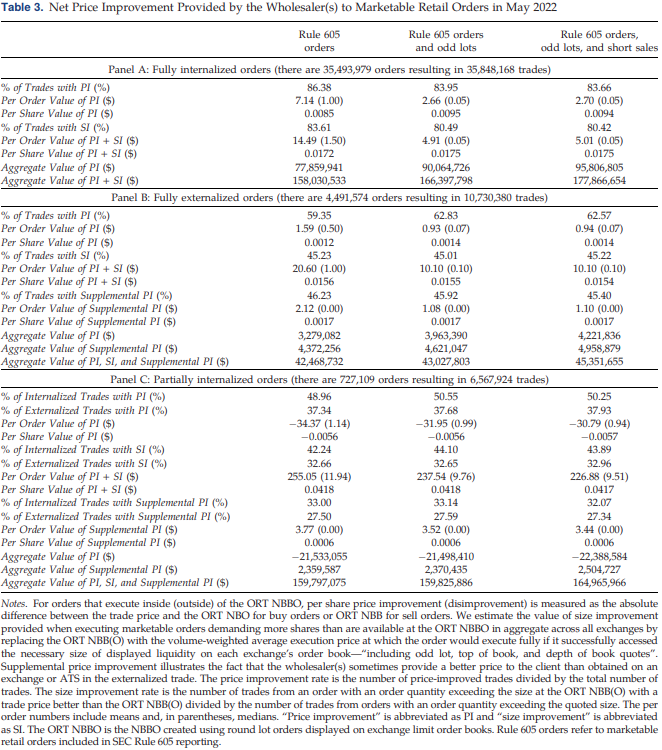 Table 3. Net Price Improvement Provided by the Wholesaler(s) to Marketable Retail Orders in May 2022
Rule 605 orders | Rule 605 orders and odd lots | Rule 605 orders, odd lots, and short sales
Panel A: Fully internalized orders (there are 35,493,979 orders resulting in 35,848,168 trades)
% of Trades with PI (%) 86.38 83.95 83.66
Per Order Value of PI ($) 7.14 (1.00) 2.66 (0.05) 2.70 (0.05)
Per Share Value of PI ($) 0.0085 0.0095 0.0094
% of Trades with SI (%) 83.61 80.49 80.42
Per Order Value of PI + SI ($) 14.49 (1.50) 4.91 (0.05) 5.01 (0.05)
Per Share Value of PI + SI ($) 0.0172 0.0175 0.0175
Aggregate Value of PI ($) 77,859,941 90,064,726 95,806,805
Aggregate Value of PI + SI ($) 158,030,533 166,397,798 177,866,654
Panel B: Fully externalized orders (there are 4,491,574 orders resulting in 10,730,380 trades)
% of Trades with PI (%) 59.35 62.83 62.57
Per Order Value of PI ($) 1.59 (0.50) 0.93 (0.07) 0.94 (0.07)
Per Share Value of PI ($) 0.0012 0.0014 0.0014
% of Trades with SI (%) 45.23 45.01 45.22
Per Order Value of PI + SI ($) 20.60 (1.00) 10.10 (0.10) 10.10 (0.10)
Per Share Value of PI + SI ($) 0.0156 0.0155 0.0154
% of Trades with Supplemental PI (%) 46.23 45.92 45.40
Per Order Value of Supplemental PI ($) 2.12 (0.00) 1.08 (0.00) 1.10 (0.00)
Per Share Value of Supplemental PI ($) 0.0017 0.0017 0.0017
Aggregate Value of PI ($) 3,279,082 3,963,390 4,221,836
Aggregate Value of Supplemental PI ($) 4,372,256 4,621,047 4,958,879
Aggregate Value of PI, SI, and Supplemental PI ($) 42,468,732 43,027,803 45,351,655
Panel C: Partially internalized orders (there are 727,109 orders resulting in 6,567,924 trades)
% of Internalized Trades with PI (%) 48.96 50.55 50.25
% of Externalized Trades with PI (%) 37.34 37.68 37.93
Per Order Value of PI ($) −34.37 (1.14) −31.95 (0.99) −30.79 (0.94)
Per Share Value of PI ($) −0.0056 −0.0056 −0.0057
% of Internalized Trades with SI (%) 42.24 44.10 43.89
% of Externalized Trades with SI (%) 32.66 32.65 32.96
Per Order Value of PI + SI ($) 255.05 (11.94) 237.54 (9.76) 226.88 (9.51)
Per Share Value of PI + SI ($) 0.0418 0.0418 0.0417
% of Internalized Trades with Supplemental PI (%) 33.00 33.14 32.07
% of Externalized Trades with Supplemental PI (%) 27.50 27.59 27.34
Per Order Value of Supplemental PI ($) 3.77 (0.00) 3.52 (0.00) 3.44 (0.00)
Per Share Value of Supplemental PI ($) 0.0006 0.0006 0.0006
Aggregate Value of PI ($) −21,533,055 −21,498,410 −22,388,584
Aggregate Value of Supplemental PI ($) 2,359,587 2,370,435 2,504,727
Aggregate Value of PI, SI, and Supplemental PI ($) 159,797,075 159,825,886 164,965,966
Notes. For orders that execute inside (outside) of the ORT NBBO, per share price improvement (disimprovement) is measured as the absolute
difference between the trade price and the ORT NBO for buy orders or ORT NBB for sell orders. We estimate the value of size improvement
provided when executing marketable orders demanding more shares than are available at the ORT NBBO in aggregate across all exchanges by
replacing the ORT NBB(O) with the volume-weighted average execution price at which the order would execute fully if it successfully accessed
the necessary size of displayed liquidity on each exchange's order book—"including odd lot, top of book, and depth of book quotes".
Supplemental price improvement illustrates the fact that the wholesaler(s) sometimes provide a better price to the client than obtained on an
exchange or ATS in the externalized trade. The price improvement rate is the number of price-improved trades divided by the total number of
trades. The size improvement rate is the number of trades from an order with an order quantity exceeding the size at the ORT NBB(O) with a
trade price better than the ORT NBB(O) divided by the number of trades from orders with an order quantity exceeding the quoted size. The per
order numbers include means and, in parentheses, medians. "Price improvement" is abbreviated as PI and "size improvement" is abbreviated
as SI. The ORT NBBO is the NBBO created using round lot orders displayed on exchange limit order books. Rule 605 orders refer to marketable
retail orders included in SEC Rule 605 reporting.